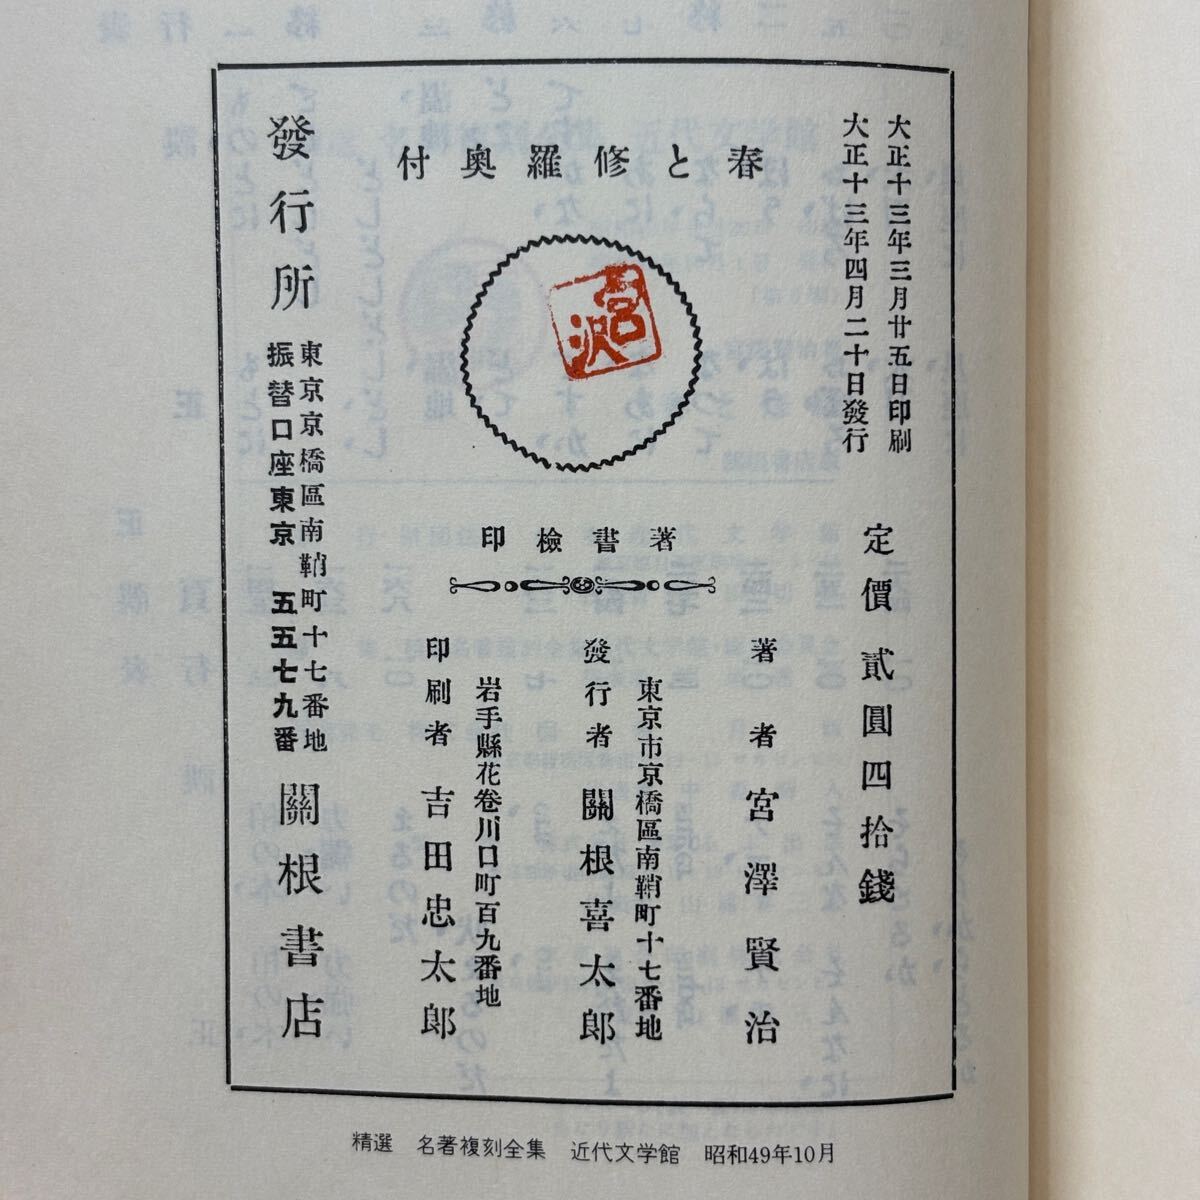 大正十三年三月廿五日印刷
大正十三年四月二十日發行
定價貳圓四拾錢
春と修羅奥付
宮沢
著書檢印
著者 宮澤賢治
東京市京橋區南鞘町十七番地
發行者 關根喜太郎
岩手縣花卷川口町百九番地
印刷者 吉田忠太郎
發行所
東京京橋區南鞘町十七番地
振替口座東京 五五七九番
關根書店
精選 名著複刻全集 近代文学館 昭和49年10月